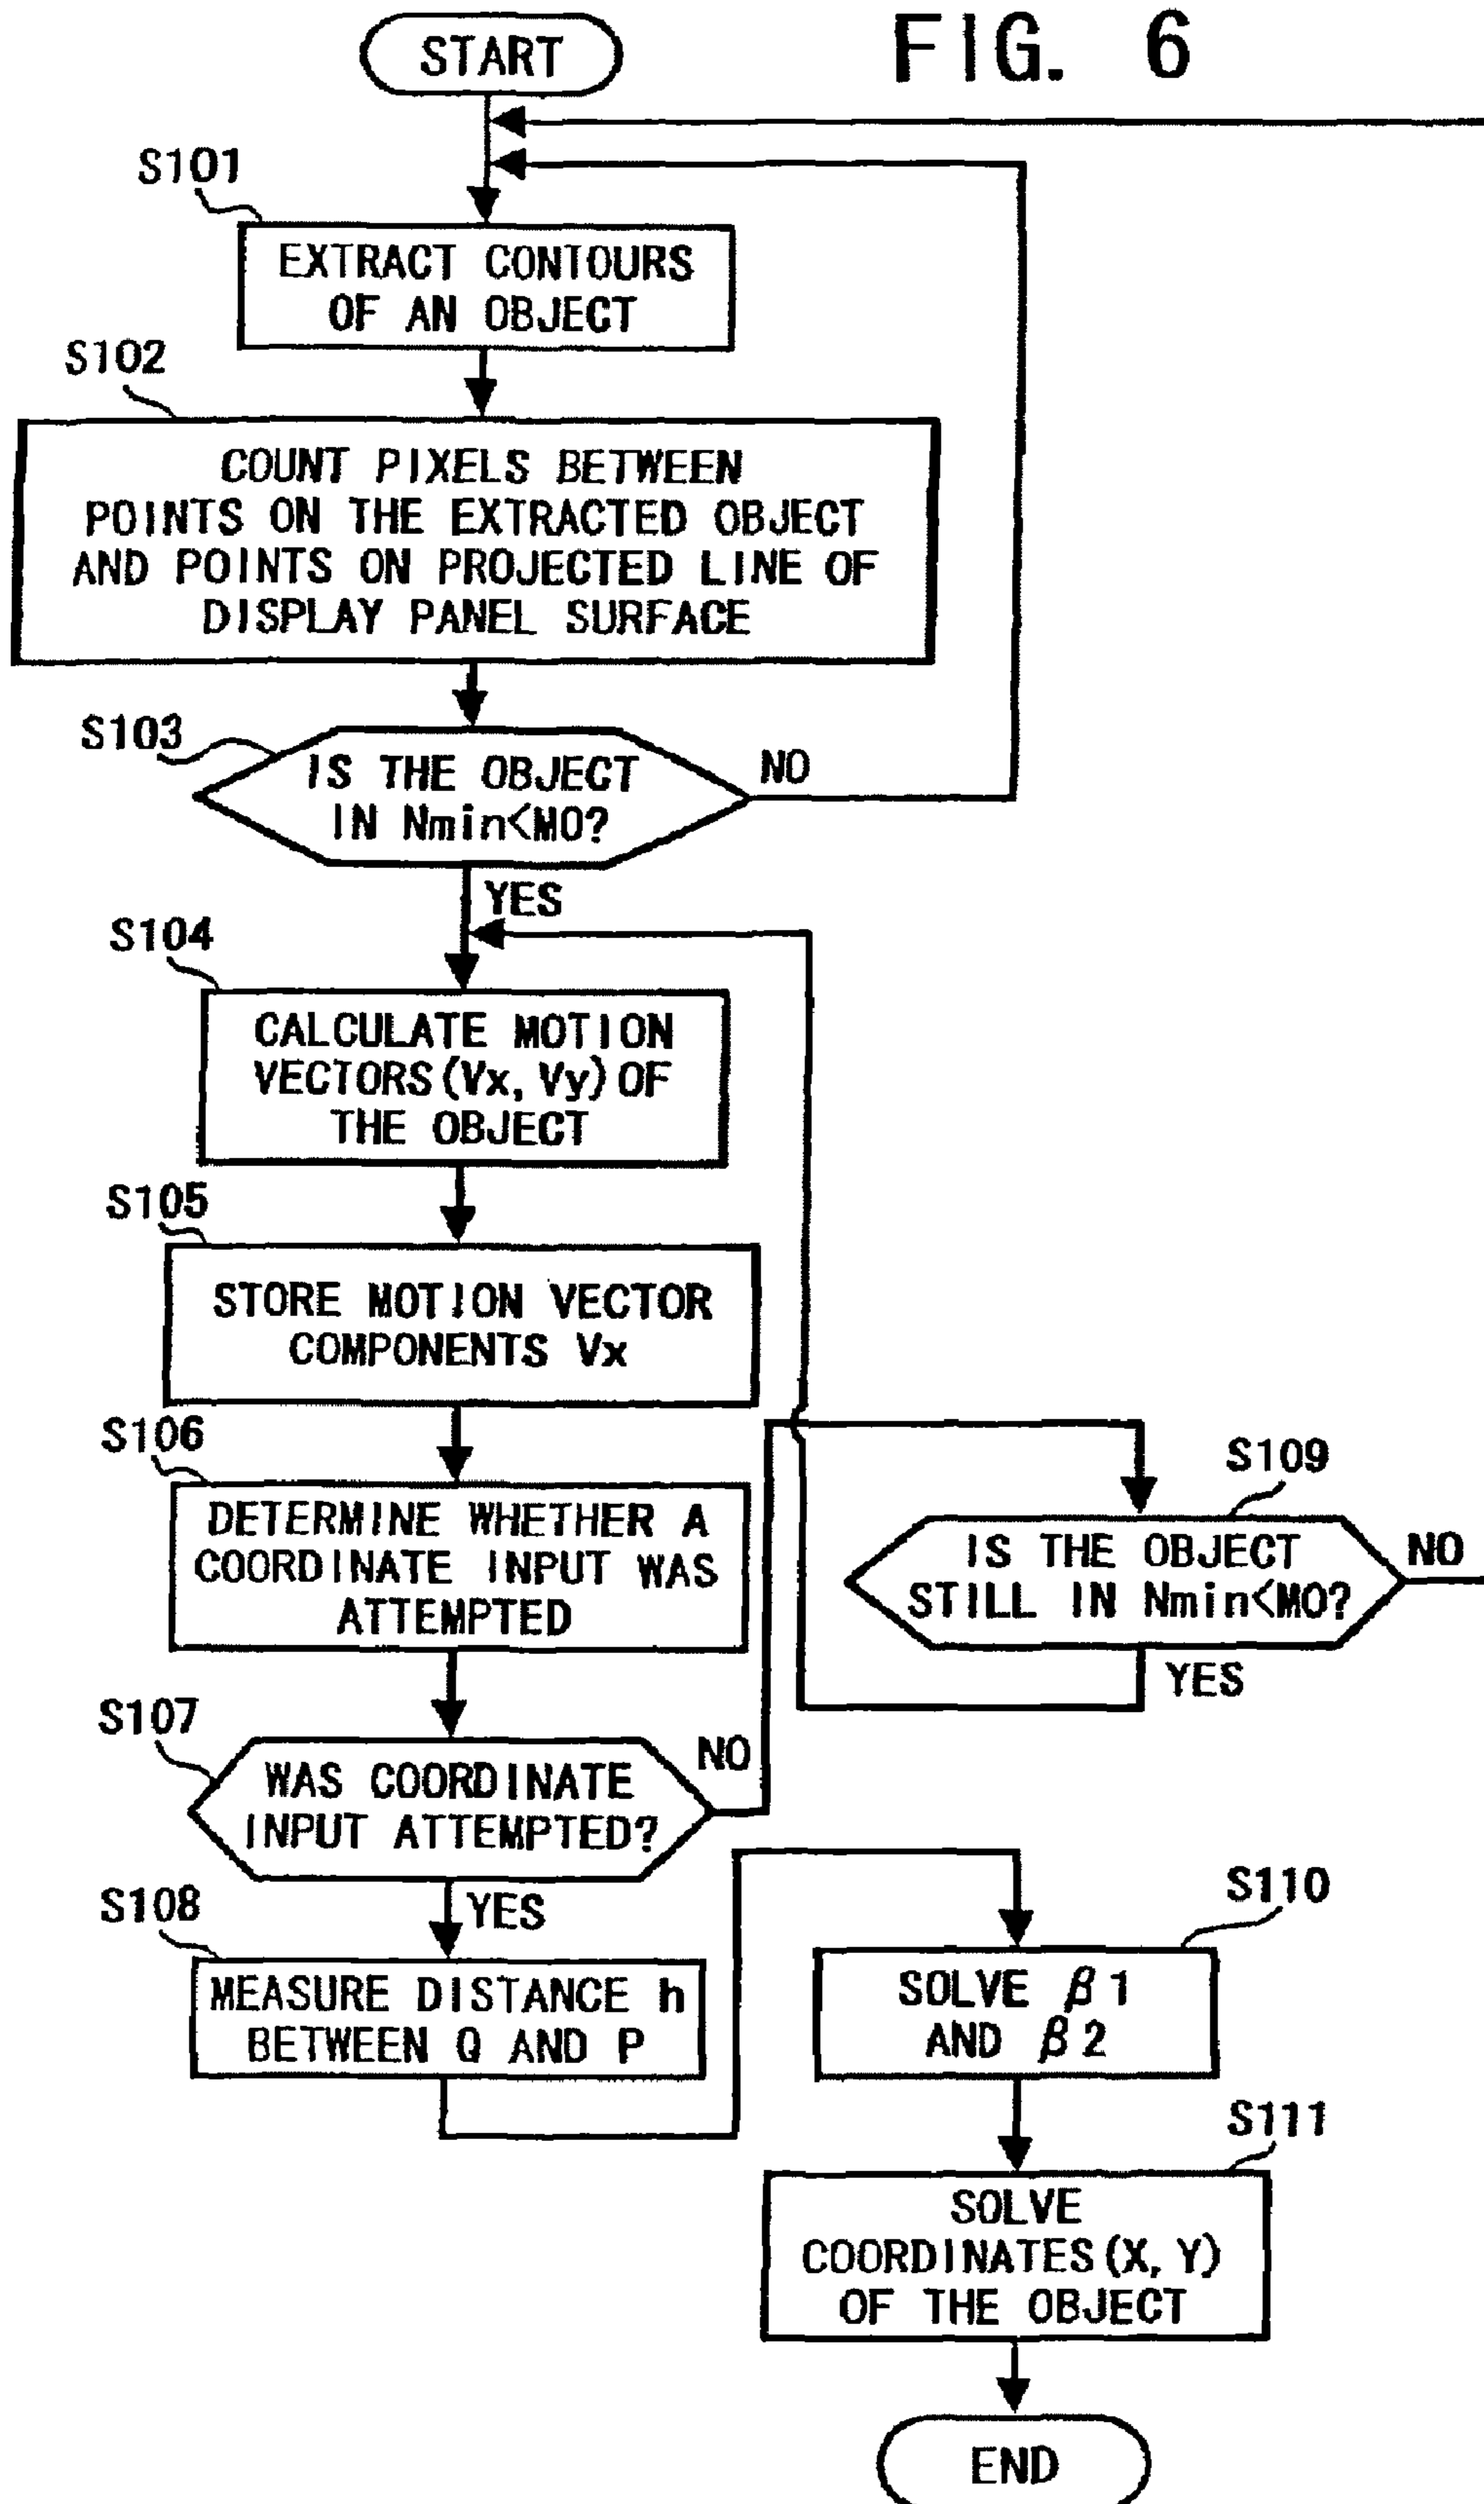 FIG. 6
START
S101
EXTRACT CONTOURS
OF AN OBJECT
S102
COUNT PIXELS BETWEEN
POINTS ON THE EXTRACTED OBJECT
AND POINTS ON PROJECTED LINE OF
DISPLAY PANEL SURFACE
S103
IS THE OBJECT
IN Nmin<MO?
NO
YES
S104
CALCULATE MOTION
VECTORS(Vx, Vy)OF
THE OBJECT
S105
STORE MOTION VECTOR
COMPONENTS Vx
S106
DETERMINE WHETHER A
COORDINATE INPUT WAS
ATTEMPTED
S107
WAS COORDINATE
INPUT ATTEMPTED?
NO
YES
S108
MEASURE DISTANCE h
BETWEEN Q AND P
S109
IS THE OBJECT
STILL IN Nmin<MO?
NO
YES
S110
SOLVE β1
AND β2
S111
SOLVE
COORDINATES(X, Y)
OF THE OBJECT
END